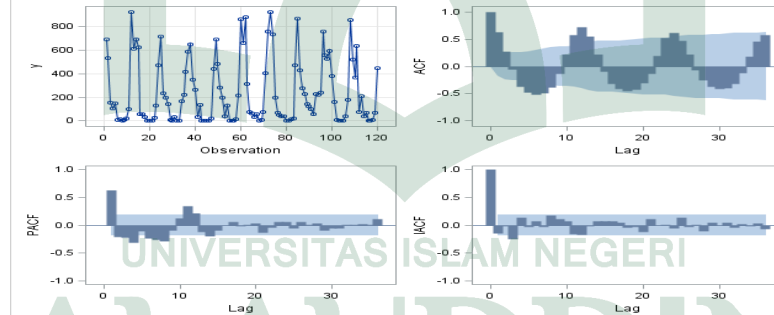 800
600
400
200
0
y
0 20 40 60 80 100 120
Observation
1.0
0.5
0.0
-0.5
-1.0
ACF
0 10 20 30
Lag
1.0
0.5
0.0
-0.5
-1.0
PACF
0 10 20 30
Lag
1.0
0.5
0.0
-0.5
-1.0
IACF
0 10 20 30
Lag
UNIVERSITAS ISLAM NEGERI